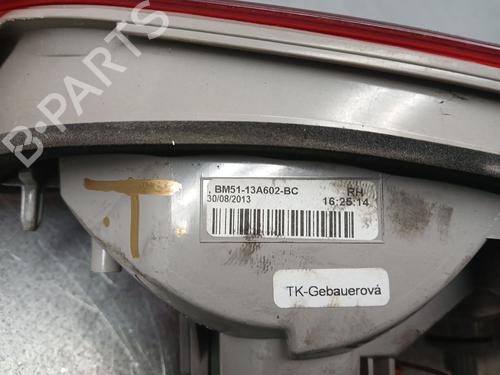 BM51-13A602-BC RH
30/08/2013 16:25:14
T
TK-Gebauerová
B-PARTS